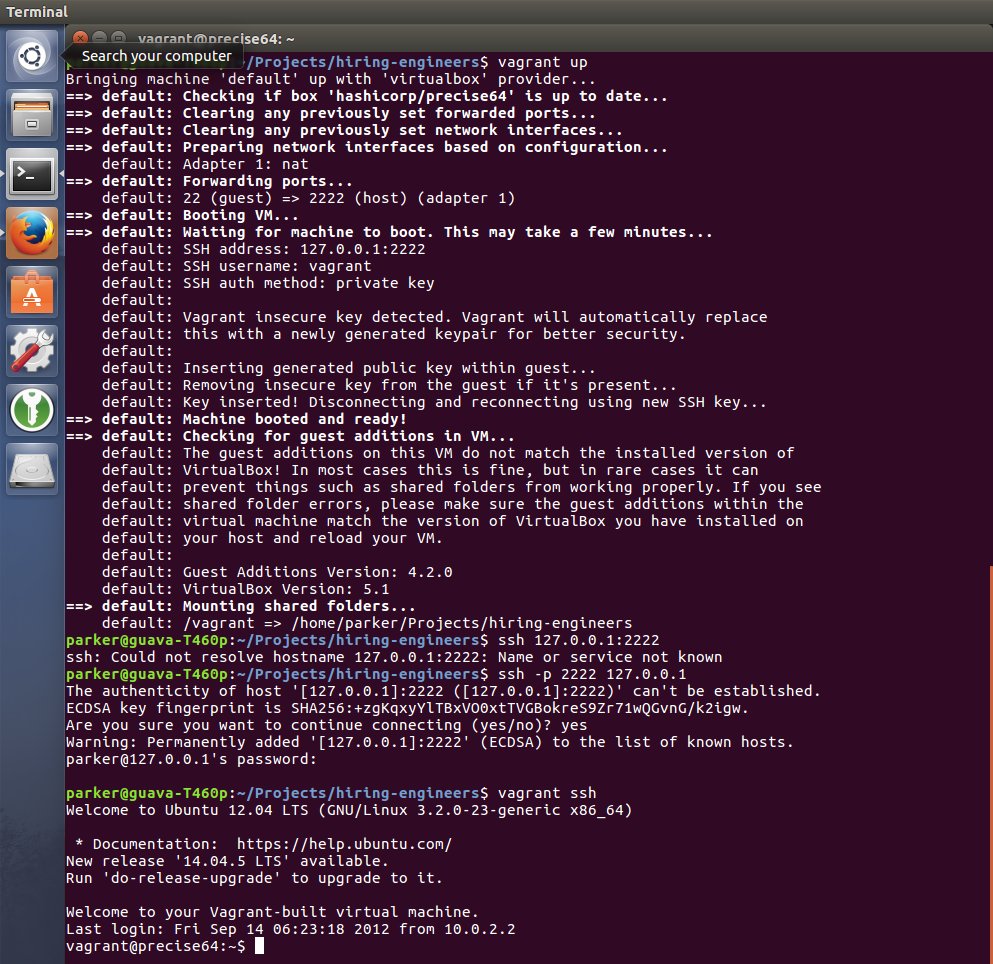 Terminal
vagrant@precise64: ~
Search your computer
/Projects/hiring-engineers$ vagrant up
Bringing machine 'default' up with 'virtualbox' provider...
==> default: Checking if box 'hashicorp/precise64' is up to date...
==> default: Clearing any previously set forwarded ports...
==> default: Clearing any previously set network interfaces...
==> default: Preparing network interfaces based on configuration...
    default: Adapter 1: nat
==> default: Forwarding ports...
    default: 22 (guest) => 2222 (host) (adapter 1)
==> default: Booting VM...
==> default: Waiting for machine to boot. This may take a few minutes...
    default: SSH address: 127.0.0.1:2222
    default: SSH username: vagrant
    default: SSH auth method: private key
    default:
    default: Vagrant insecure key detected. Vagrant will automatically replace
    default: this with a newly generated keypair for better security.
    default:
    default: Inserting generated public key within guest...
    default: Removing insecure key from the guest if it's present...
    default: Key inserted! Disconnecting and reconnecting using new SSH key...
==> default: Machine booted and ready!
==> default: Checking for guest additions in VM...
    default: The guest additions on this VM do not match the installed version of
    default: VirtualBox! In most cases this is fine, but in rare cases it can
    default: prevent things such as shared folders from working properly. If you see
    default: shared folder errors, please make sure the guest additions within the
    default: virtual machine match the version of VirtualBox you have installed on
    default: your host and reload your VM.
    default:
    default: Guest Additions Version: 4.2.0
    default: VirtualBox Version: 5.1
==> default: Mounting shared folders...
    default: /vagrant => /home/parker/Projects/hiring-engineers
parker@guava-T460p:~/Projects/hiring-engineers$ ssh 127.0.0.1:2222
ssh: Could not resolve hostname 127.0.0.1:2222: Name or service not known
parker@guava-T460p:~/Projects/hiring-engineers$ ssh -p 2222 127.0.0.1
The authenticity of host '[127.0.0.1]:2222 ([127.0.0.1]:2222)' can't be established.
ECDSA key fingerprint is SHA256:+zgKqxyYlTBxVO0xtTVGBokreS9Zr71wQGvnG/k2igw.
Are you sure you want to continue connecting (yes/no)? yes
Warning: Permanently added '[127.0.0.1]:2222' (ECDSA) to the list of known hosts.
parker@127.0.0.1's password:
parker@guava-T460p:~/Projects/hiring-engineers$ vagrant ssh
Welcome to Ubuntu 12.04 LTS (GNU/Linux 3.2.0-23-generic x86_64)
 * Documentation:  https://help.ubuntu.com/
New release '14.04.5 LTS' available.
Run 'do-release-upgrade' to upgrade to it.
Welcome to your Vagrant-built virtual machine.
Last login: Fri Sep 14 06:23:18 2012 from 10.0.2.2
vagrant@precise64:~$